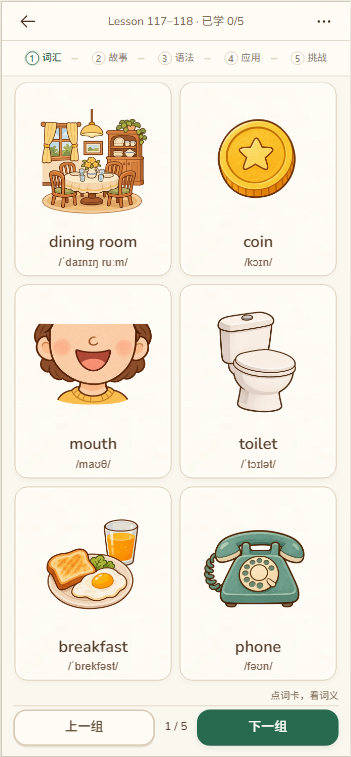 Lesson 117–118 · 已学 0/5
1 词汇 – 2 故事 – 3 语法 – 4 应用 – 5 挑战
dining room coin
/ˈdaɪnɪŋ ruːm/ /kɔɪn/
mouth toilet
/maʊθ/ /ˈtɔɪlət/
breakfast phone
/ˈbrekfəst/ /fəʊn/
点词卡，看词义
上一组 1 / 5 下一组